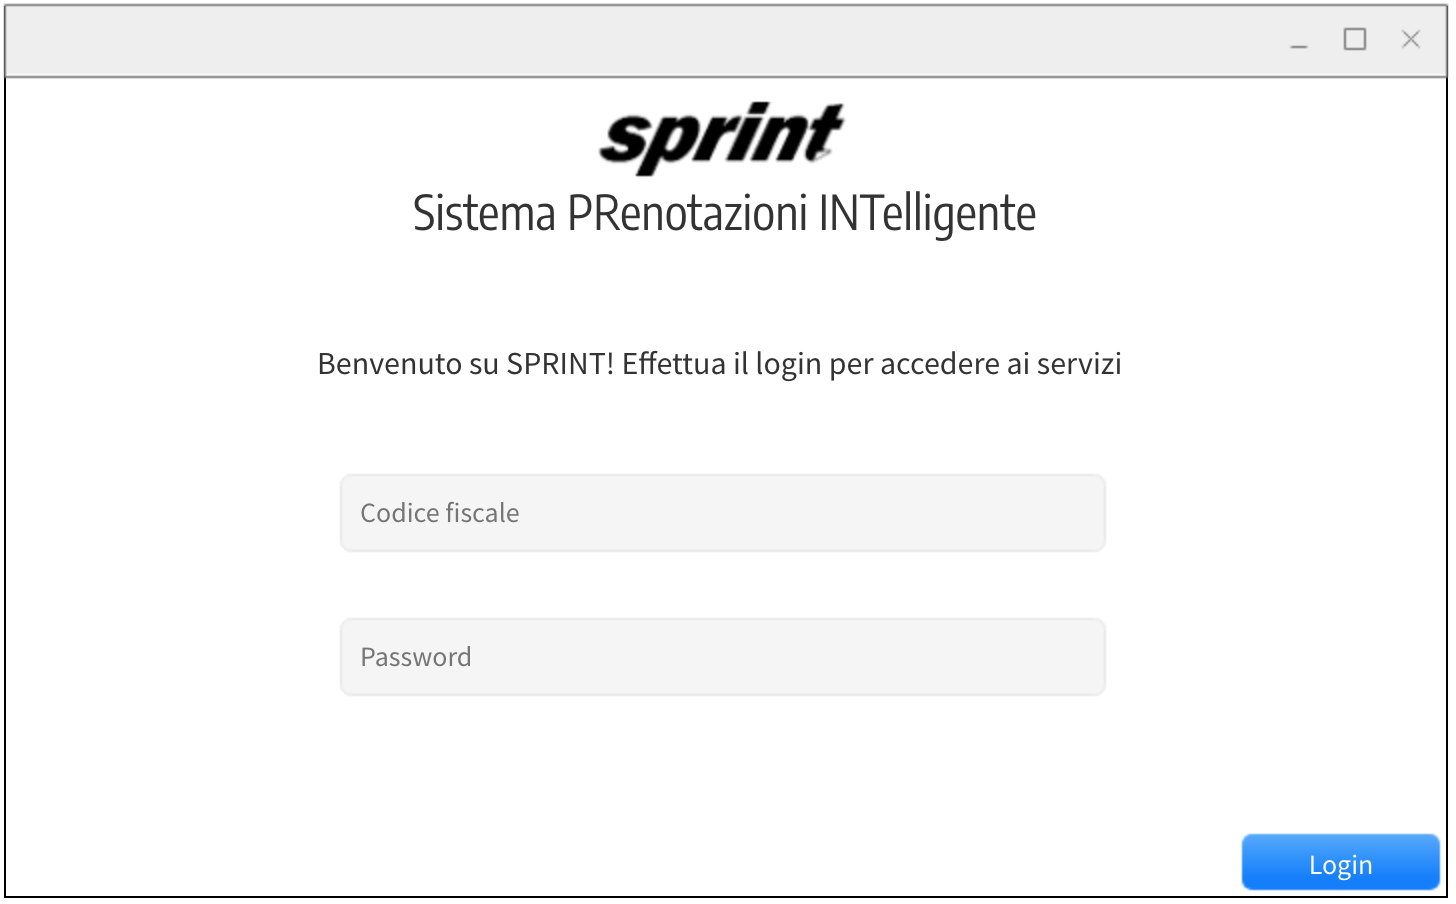 sprint
Sistema PRenotazioni INTelligente
Benvenuto su SPRINT! Effettua il login per accedere ai servizi
Codice fiscale
Password
Login